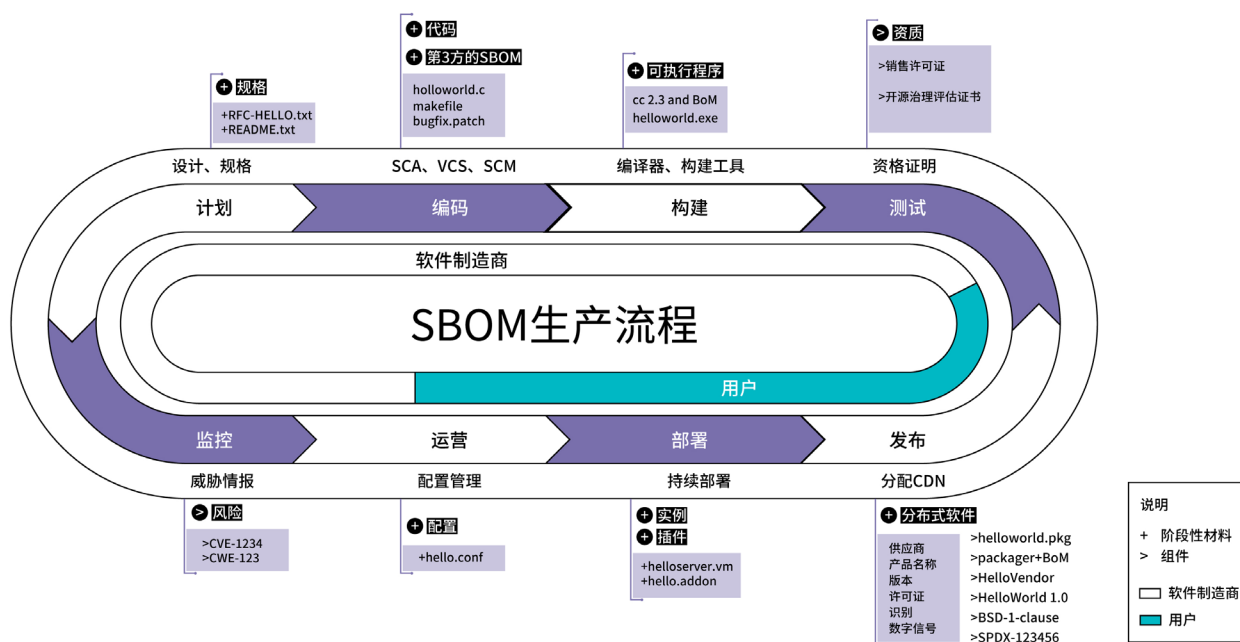 + 代码
> 资质
+ 第3方的SBOM
+ 可执行程序
+ 规格
>销售许可证
>开源治理评估证书
holloworld.c
makefile
bugfix.patch
cc 2.3 and BoM
helloworld.exe
+RFC-HELLO.txt
+README.txt
设计、规格
SCA、VCS、SCM
编译器、构建工具
资格证明
计划
编码
构建
测试
软件制造商
SBOM生产流程
用户
监控
运营
部署
发布
威胁情报
配置管理
持续部署
分配CDN
> 风险
>CVE-1234
>CWE-123
+ 配置
+hello.conf
+ 实例
+ 插件
+helloserver.vm
+hello.addon
+ 分布式软件
供应商
产品名称
版本
许可证
识别
数字信号
>helloworld.pkg
>packager+BoM
>HelloVendor
>HelloWorld 1.0
>BSD-1-clause
>SPDX-123456
说明
+ 阶段性材料
> 组件
软件制造商
用户